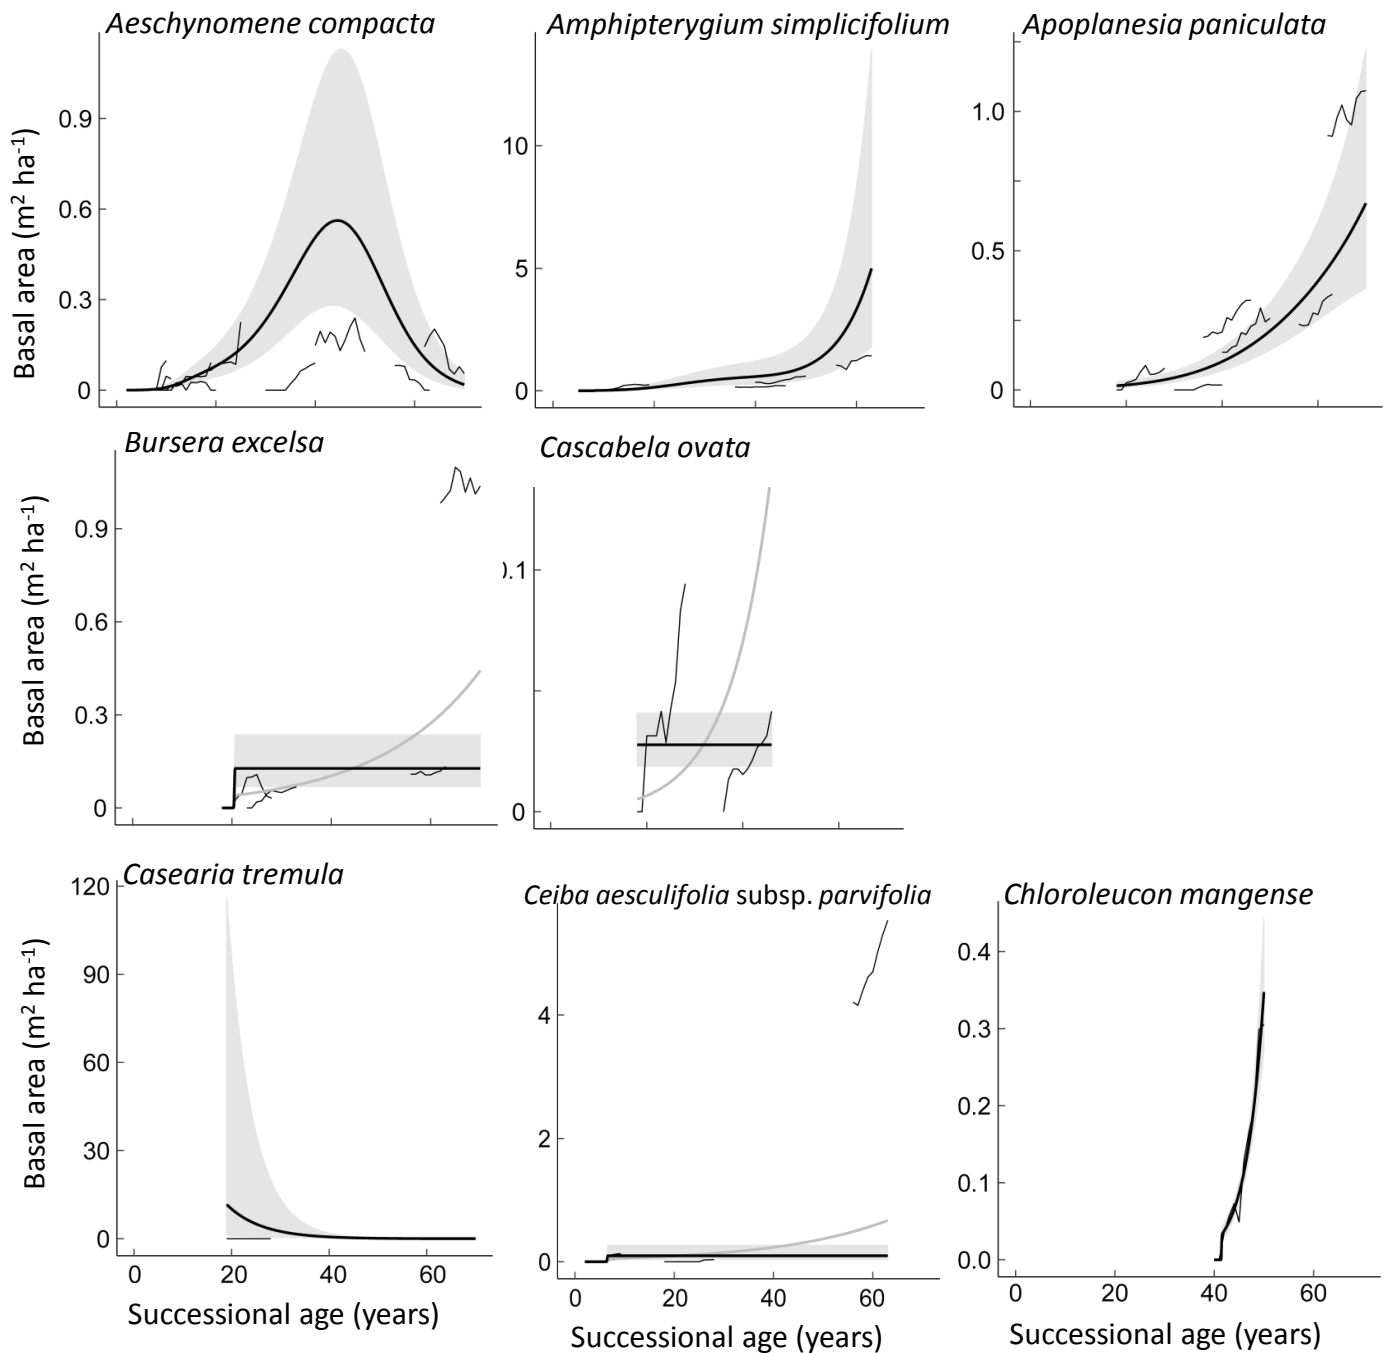 Aeschynomene compacta
Amphipterygium simplicifolium
Apoplanesia paniculata
Basal area (m² ha⁻¹)
0.9
0.6
0.3
0
10
5
0
1.0
0.5
0
Bursera excelsa
Cascabela ovata
Basal area (m² ha⁻¹)
0.9
0.6
0.3
0
0.1
0
Casearia tremula
Ceiba aesculifolia subsp. parvifolia
Chloroleucon mangense
Basal area (m² ha⁻¹)
120
90
60
30
0
4
2
0
0.4
0.3
0.2
0.1
0.0
0 20 40 60
0 20 40 60
0 20 40 60
Successional age (years)
Successional age (years)
Successional age (years)